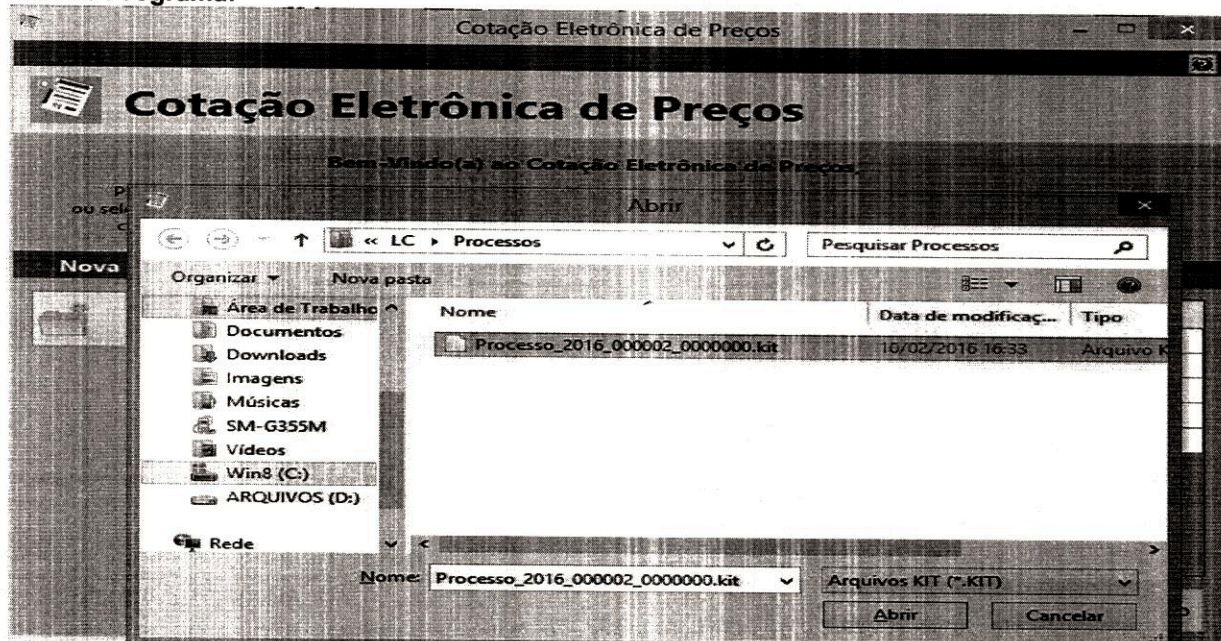 Cotação Eletrônica de Preços
Cotação Eletrônica de Preços
Bem-Vindo(a) ao Cotação Eletrônica de Preços,
P
ou sele
c
Abrir
« LC ▸ Processos
Pesquisar Processos
Nova
Organizar
Nova pasta
Área de Trabalho
Nome
Data de modificaç...
Tipo
Documentos
Processo_2016_000002_0000000.kit
16/02/2016 16:33
Arquivo K
Downloads
Imagens
Músicas
SM-G355M
Vídeos
Win8 (C:)
ARQUIVOS (D:)
Rede
Nome:
Processo_2016_000002_0000000.kit
Arquivos KIT (*.KIT)
Abrir
Cancelar